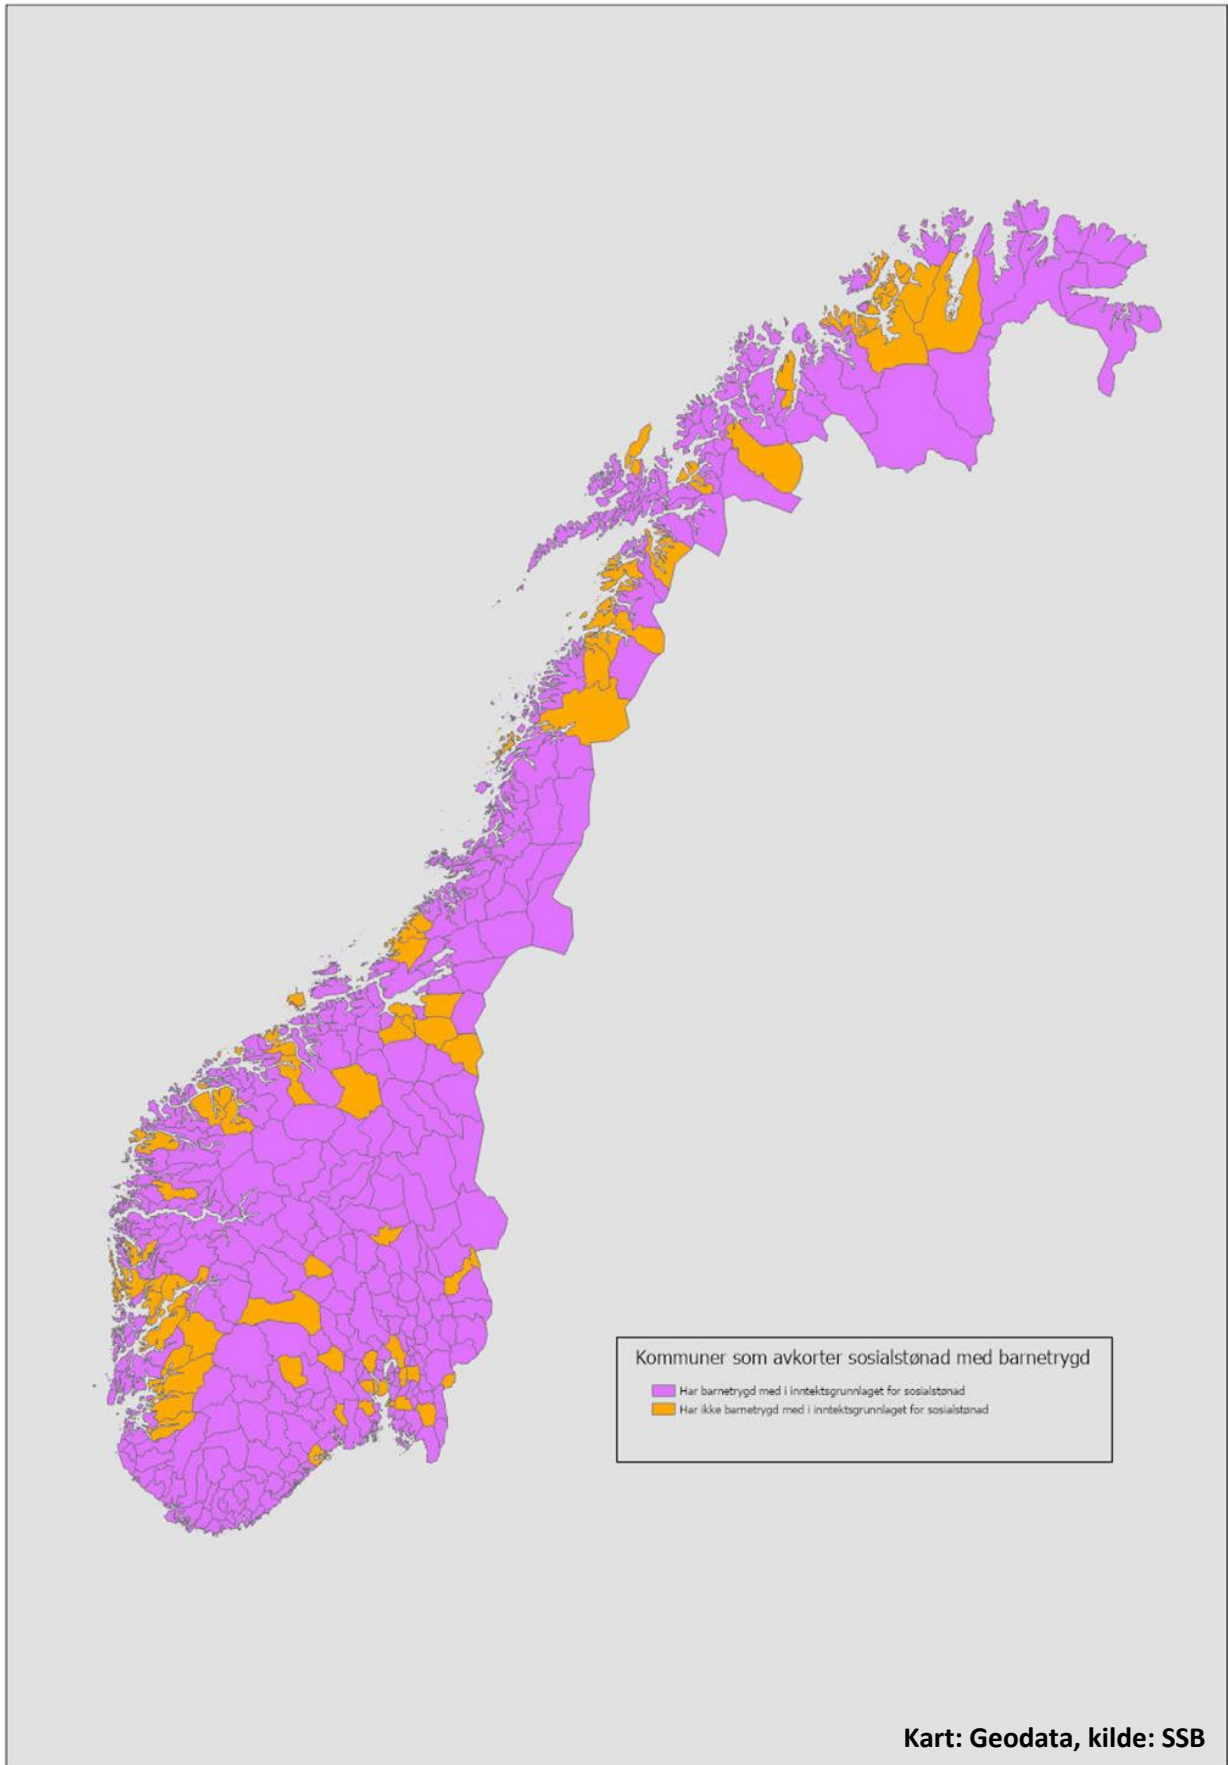 Kommuner som avkorter sosialstønad med barnetrygd
Har barnetrygd med i inntektsgrunnlaget for sosialstønad
Har ikke barnetrygd med i inntektsgrunnlaget for sosialstønad
Kart: Geodata, kilde: SSB